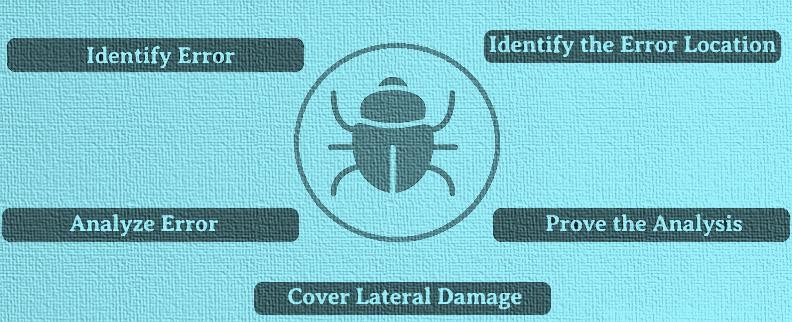 Identify Error
Identify the Error Location
Analyze Error
Prove the Analysis
Cover Lateral Damage